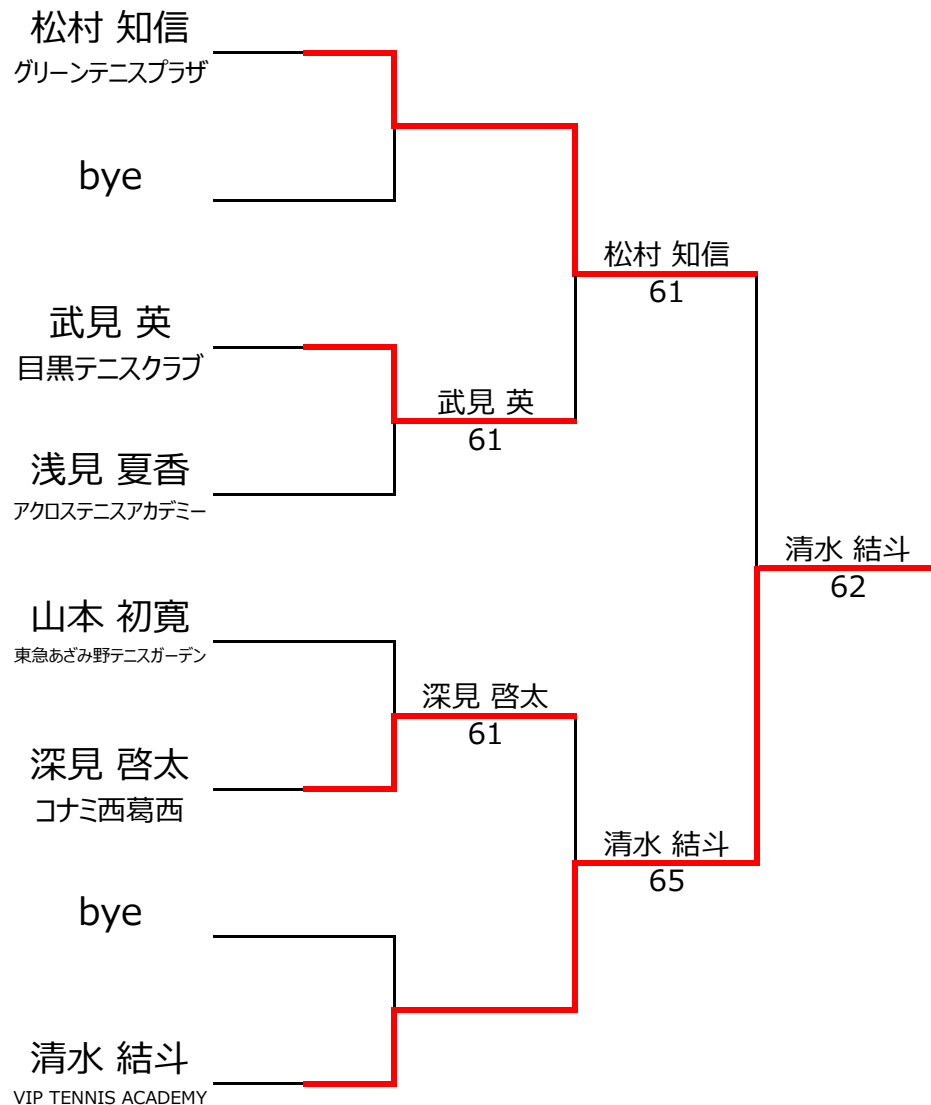 松村 知信
グリーンテニスプラザ
bye
武見 英
目黒テニスクラブ
浅見 夏香
アクロステニスアカデミー
山本 初寛
東急あざみ野テニスガーデン
深見 啓太
コナミ西葛西
bye
清水 結斗
VIP TENNIS ACADEMY
武見 英
61
深見 啓太
61
松村 知信
61
清水 結斗
65
清水 結斗
62